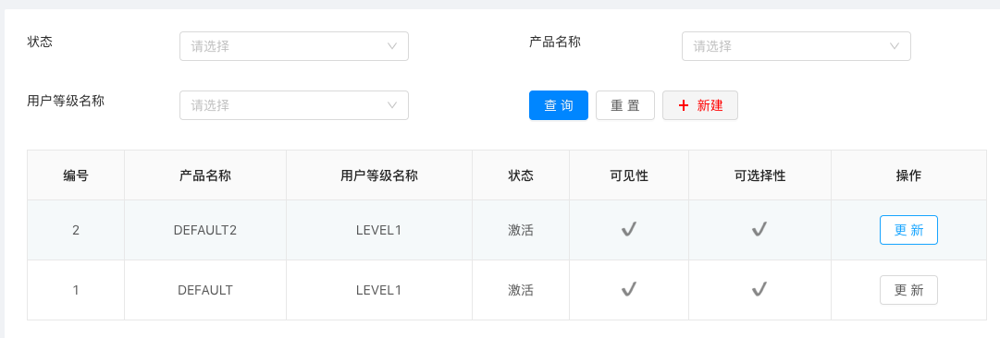 状态 请选择 产品名称 请选择
用户等级名称 请选择 查 询 重 置 + 新建
编号 产品名称 用户等级名称 状态 可见性 可选择性 操作
2 DEFAULT2 LEVEL1 激活 ✔ ✔ 更 新
1 DEFAULT LEVEL1 激活 ✔ ✔ 更 新